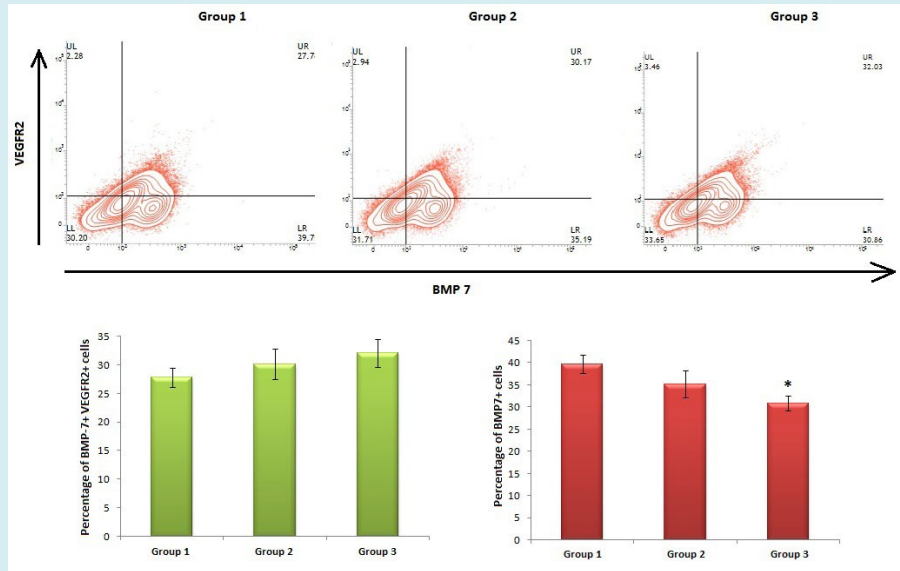 Group 1
Group 2
Group 3
UL
2.28
UR
27.7
UL
2.94
UR
30.17
UL
3.46
UR
32.03
VEGFR2
LL
30.20
LR
39.7
LL
31.71
LR
35.19
LL
33.65
LR
30.86
BMP 7
Percentage of BMP-7+ VEGFR2+ cells
35
30
25
20
15
10
5
0
Group 1
Group 2
Group 3
Percentage of BMP7+ cells
45
40
35
30
25
20
15
10
5
0
*
Group 1
Group 2
Group 3